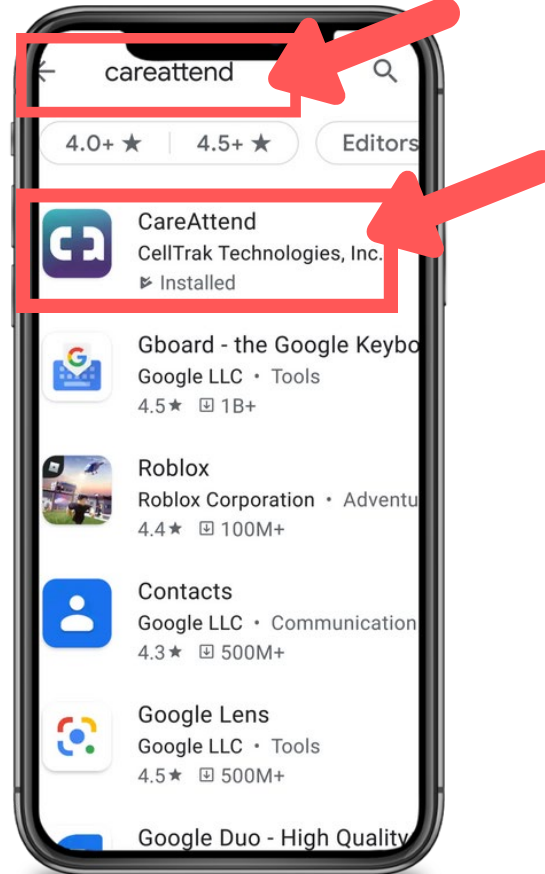 careattend
4.0+ ★ 4.5+ ★ Editors
CareAttend
CellTrak Technologies, Inc.
Installed
Gboard - the Google Keybo
Google LLC • Tools
4.5★ 1B+
Roblox
Roblox Corporation • Adventu
4.4★ 100M+
Contacts
Google LLC • Communication
4.3★ 500M+
Google Lens
Google LLC • Tools
4.5★ 500M+
Google Duo - High Quality